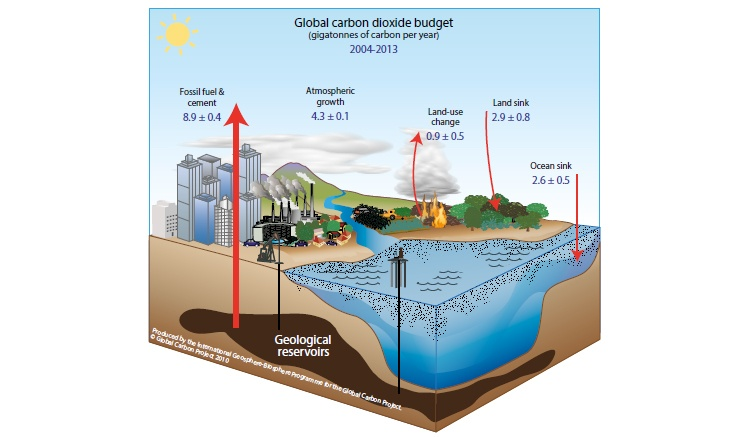 Global carbon dioxide budget
(gigatonnes of carbon per year)
2004-2013
Fossil fuel &
cement
8.9 ± 0.4
Atmospheric
growth
4.3 ± 0.1
Land-use
change
0.9 ± 0.5
Land sink
2.9 ± 0.8
Ocean sink
2.6 ± 0.5
Geological
reservoirs
Produced by the International Geosphere-Biosphere Programme for the Global Carbon Project.
© Global Carbon Project 2010